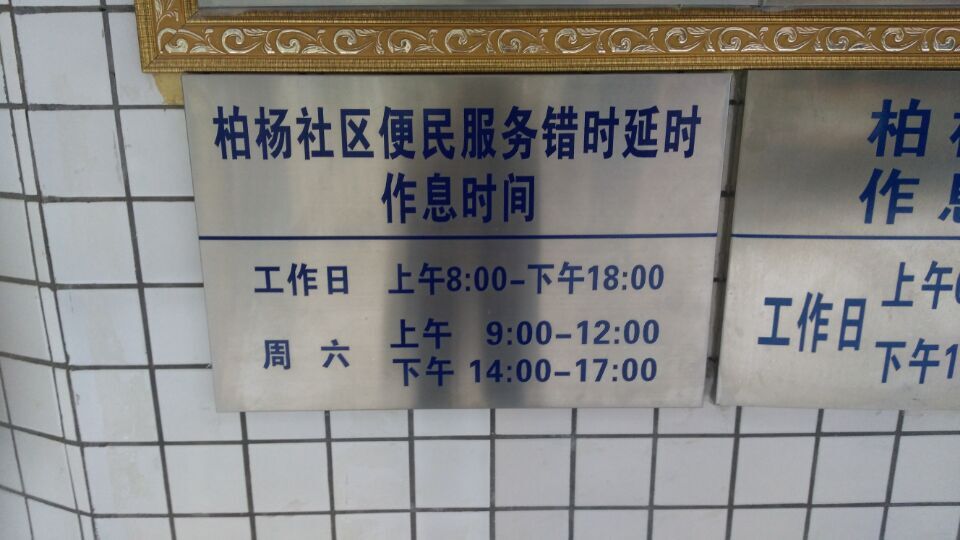 柏杨社区便民服务错时延时
作息时间
工作日 上午8:00-下午18:00
周六 上午 9:00-12:00
下午 14:00-17:00
柏
作息
工作日 上午
下午1